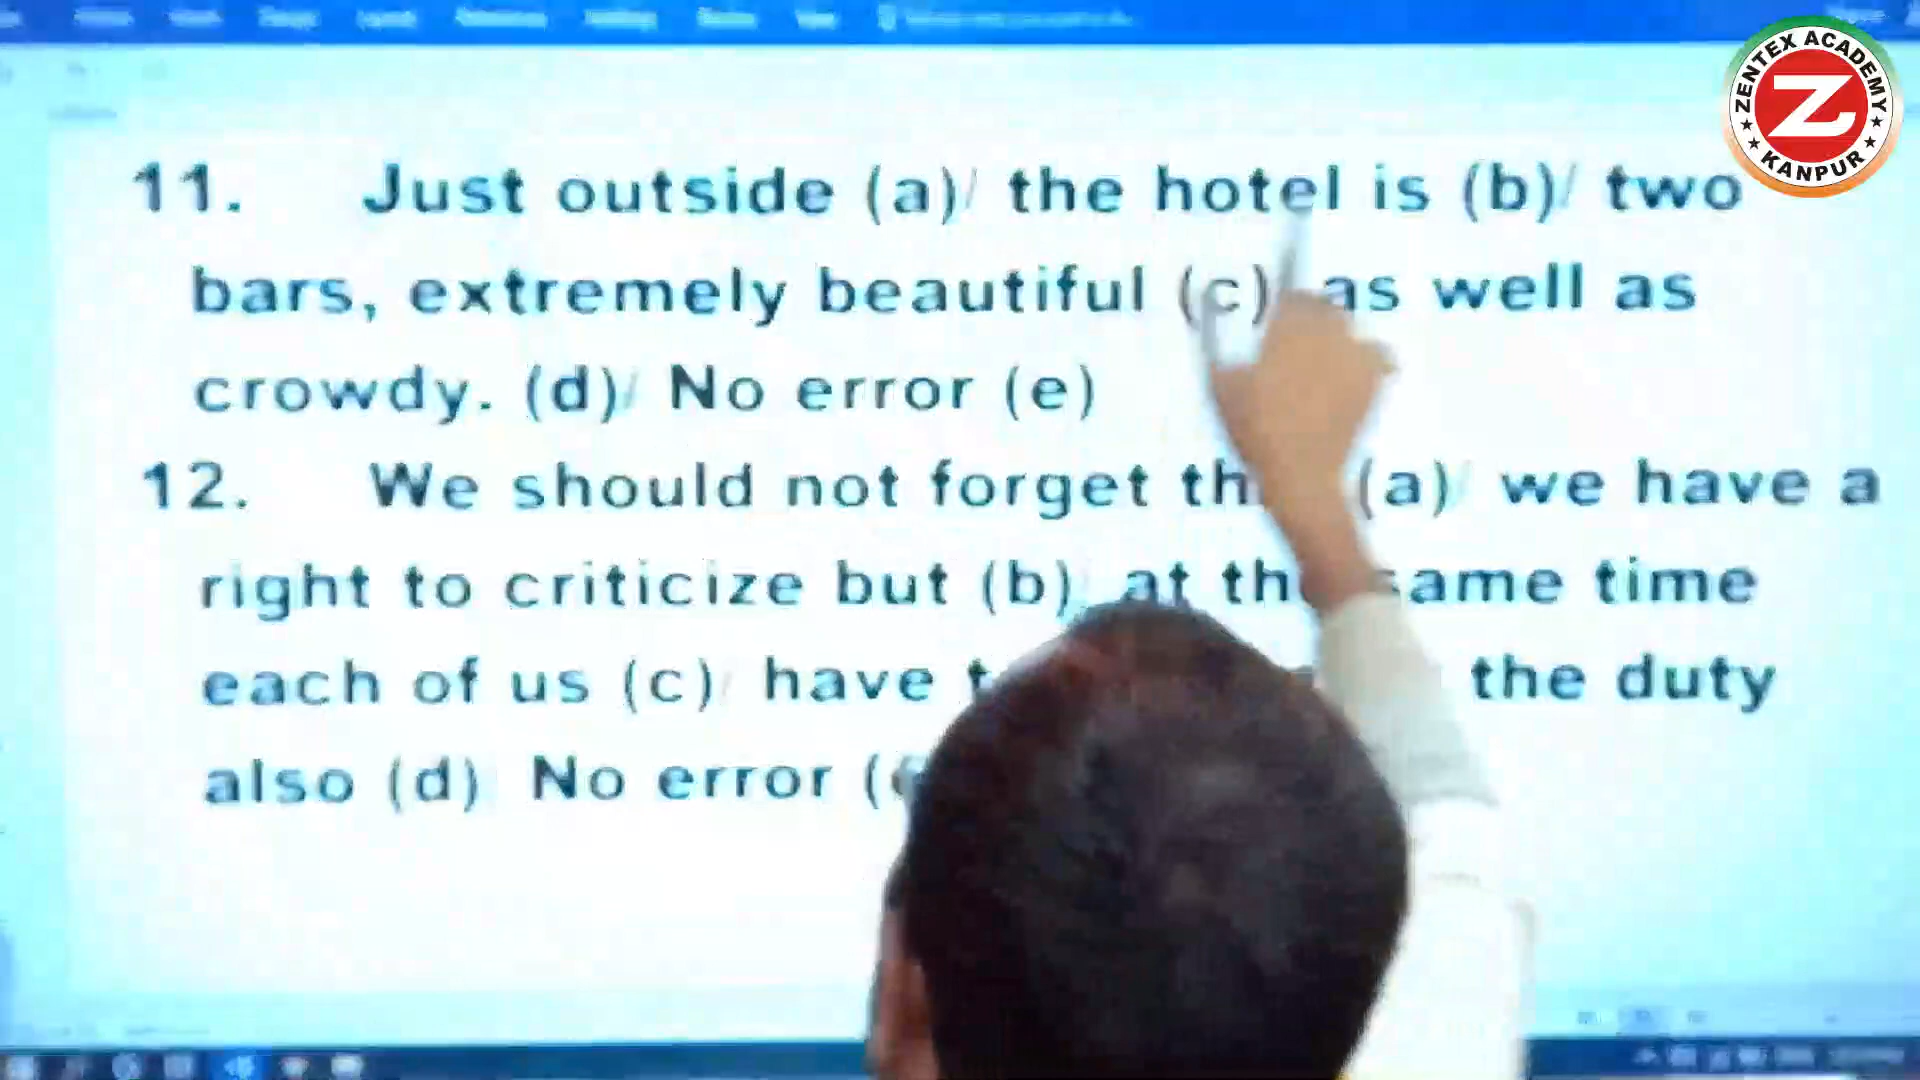 ZENTEX ACADEMY
KANPUR
11. Just outside (a)/ the hotel is (b)/ two
bars, extremely beautiful (c) as well as
crowdy. (d)/ No error (e)
12. We should not forget (a)/ we have a
right to criticize but (b) at same time
each of us (c)/ have the duty
also (d) No error